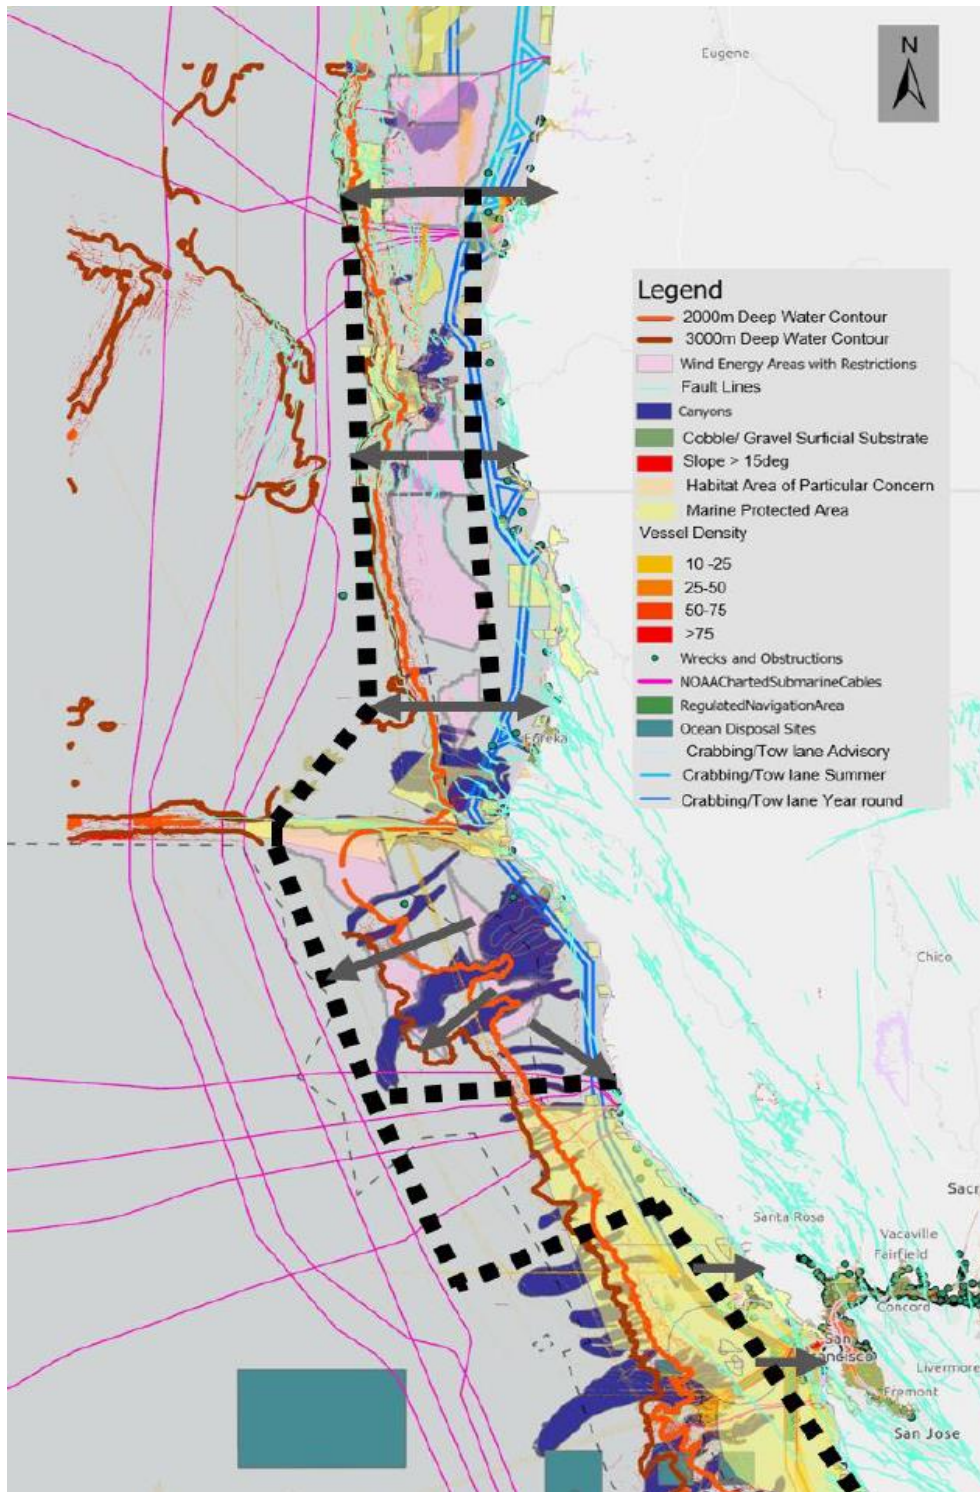 N
Eugene
Legend
2000m Deep Water Contour
3000m Deep Water Contour
Wind Energy Areas with Restrictions
Fault Lines
Canyons
Cobble/ Gravel Surficial Substrate
Slope > 15deg
Habitat Area of Particular Concern
Marine Protected Area
Vessel Density
10 -25
25-50
50-75
>75
Wrecks and Obstructions
NOAAChartedSubmarineCables
RegulatedNavigationArea
Ocean Disposal Sites
Crabbing/Tow lane Advisory
Crabbing/Tow lane Summer
Crabbing/Tow lane Year round
Eureka
Chico
Sacr
Santa Rosa
Vacaville
Fairfield
Concord
San
Francisco
Livermore
Fremont
San Jose